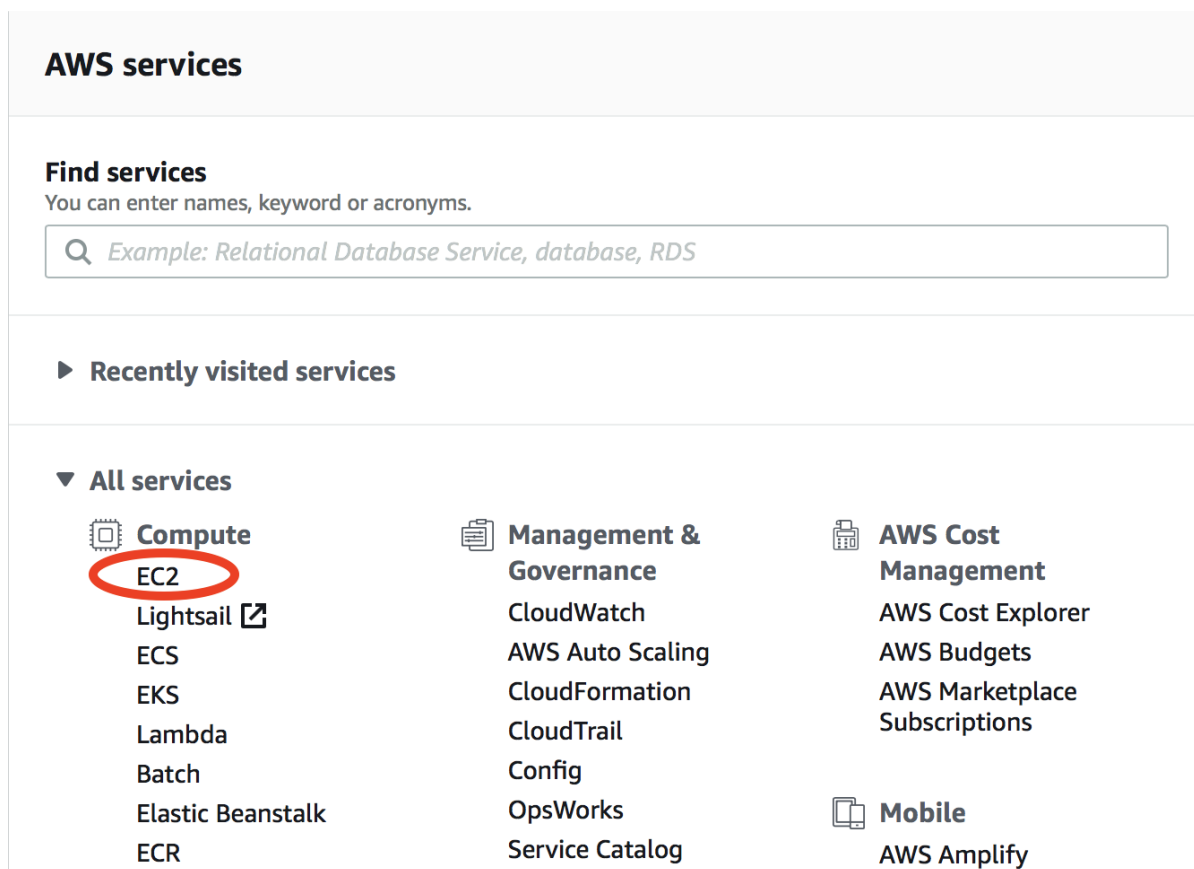 AWS services
Find services
You can enter names, keyword or acronyms.
Example: Relational Database Service, database, RDS
Recently visited services
All services
Compute
EC2
Lightsail
ECS
EKS
Lambda
Batch
Elastic Beanstalk
ECR
Management &
Governance
CloudWatch
AWS Auto Scaling
CloudFormation
CloudTrail
Config
OpsWorks
Service Catalog
AWS Cost
Management
AWS Cost Explorer
AWS Budgets
AWS Marketplace
Subscriptions
Mobile
AWS Amplify